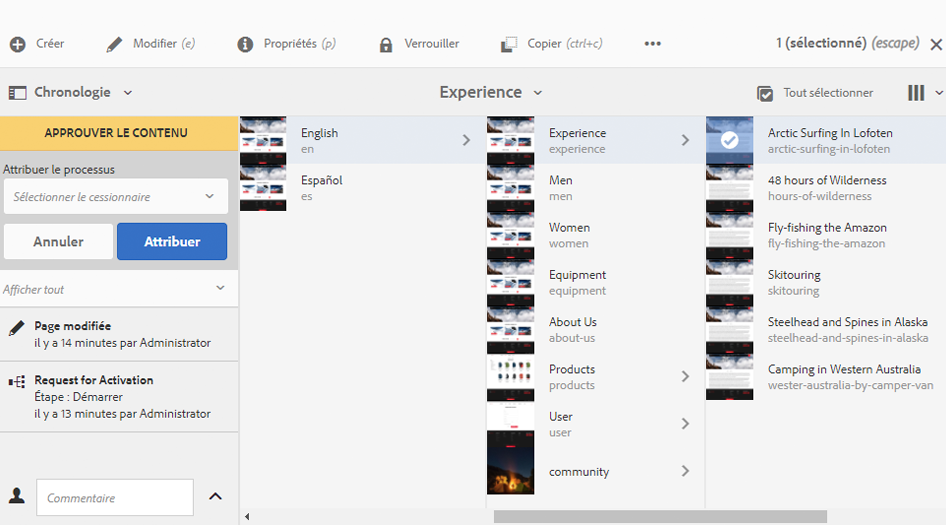 Créer
Modifier (e)
Propriétés (p)
Verrouiller
Copier (ctrl+c)
1 (sélectionné) (escape)
Chronologie
Experience
Tout sélectionner
APPROUVER LE CONTENU
Attribuer le processus
Sélectionner le cessionnaire
Annuler
Attribuer
Afficher tout
Page modifiée
il y a 14 minutes par Administrator
Request for Activation
Étape : Démarrer
il y a 13 minutes par Administrator
Commentaire
English
en
Español
es
Experience
experience
Men
men
Women
women
Equipment
equipment
About Us
about-us
Products
products
User
user
community
Arctic Surfing In Lofoten
arctic-surfing-in-lofoten
48 hours of Wilderness
hours-of-wilderness
Fly-fishing the Amazon
fly-fishing-the-amazon
Skitouring
skitouring
Steelhead and Spines in Alaska
steelhead-and-spines-in-alaska
Camping in Western Australia
wester-australia-by-camper-van